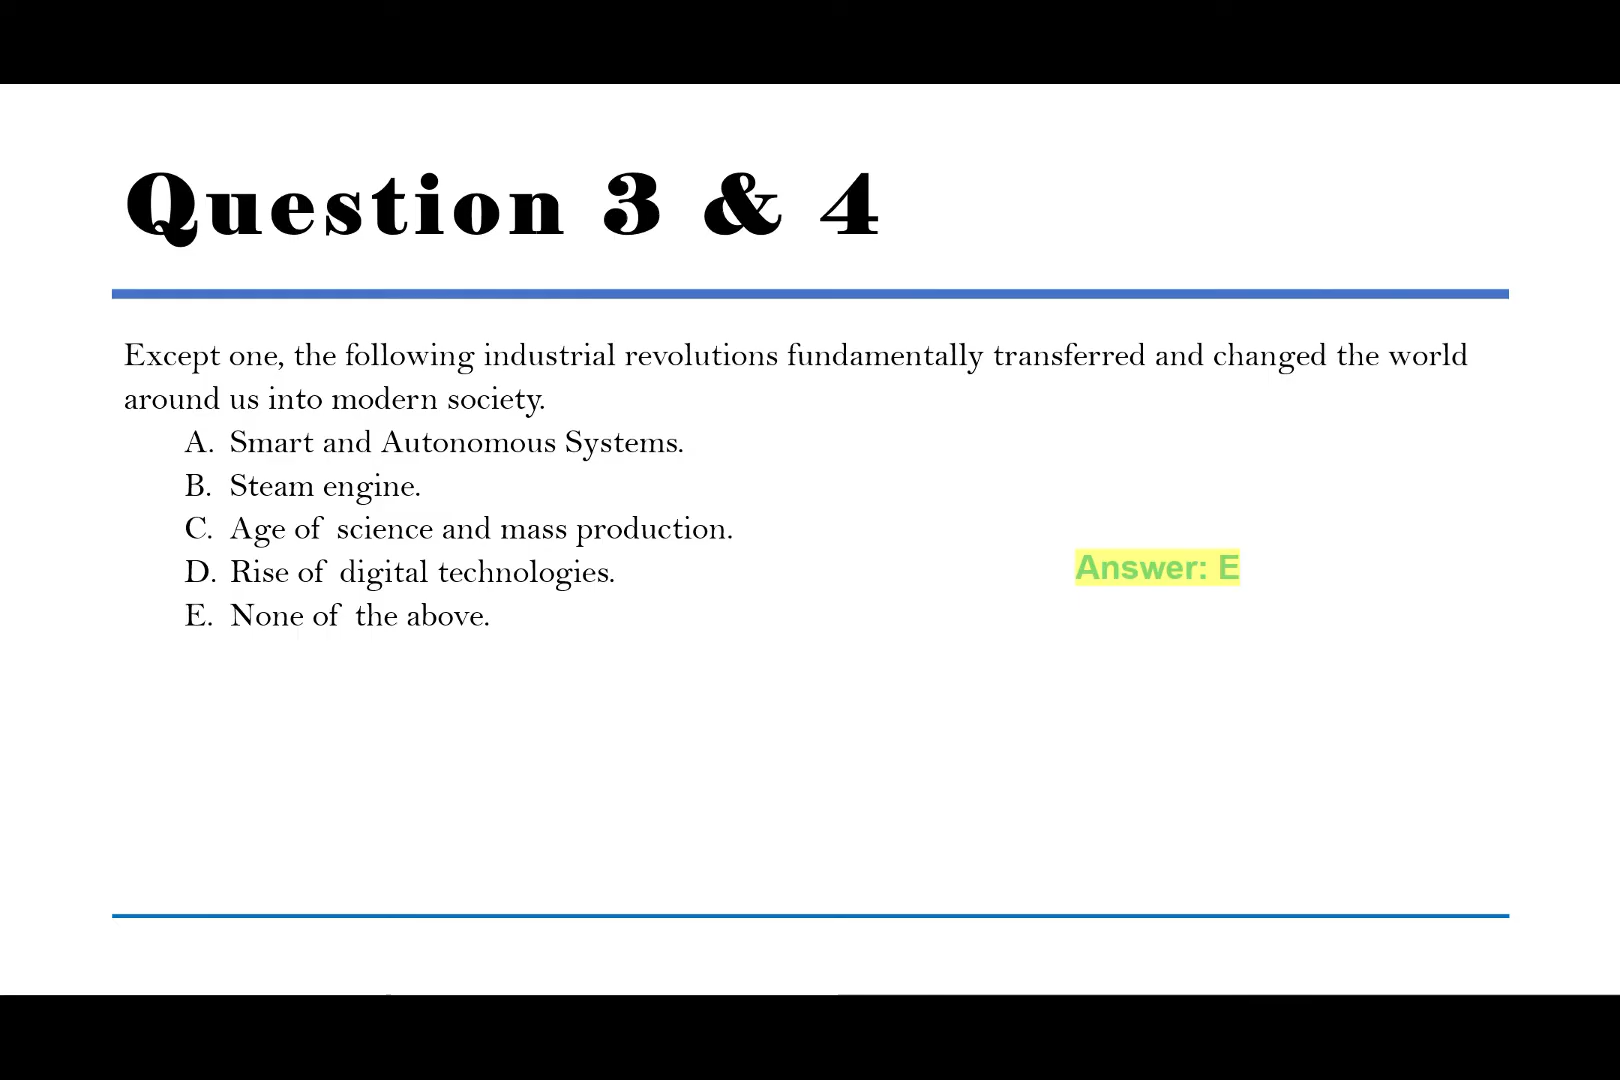 Question 3 & 4
Except one, the following industrial revolutions fundamentally transferred and changed the world
around us into modern society.
A. Smart and Autonomous Systems.
B. Steam engine.
C. Age of science and mass production.
D. Rise of digital technologies.
E. None of the above.
Answer: E